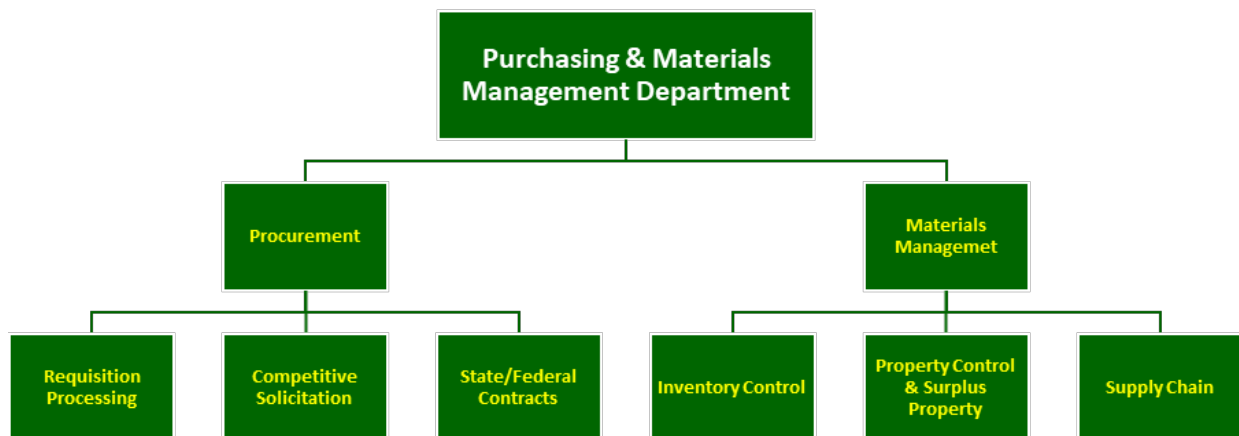 Purchasing & Materials
Management Department
Procurement
Materials
Managemet
Requisition
Processing
Competitive
Solicitation
State/Federal
Contracts
Inventory Control
Property Control
& Surplus
Property
Supply Chain